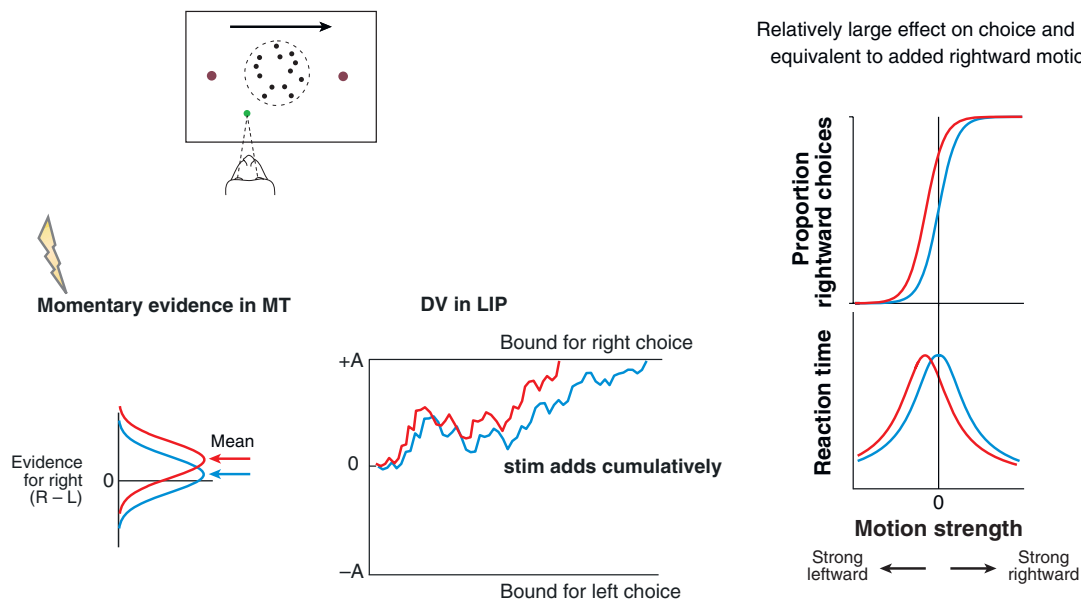 Relatively large effect on choice and
equivalent to added rightward motio
Momentary evidence in MT
Evidence
for right
(R – L)
0
Mean
DV in LIP
+A
Bound for right choice
0
stim adds cumulatively
–A
Bound for left choice
Proportion
rightward choices
Reaction time
0
Motion strength
Strong
leftward
Strong
rightward